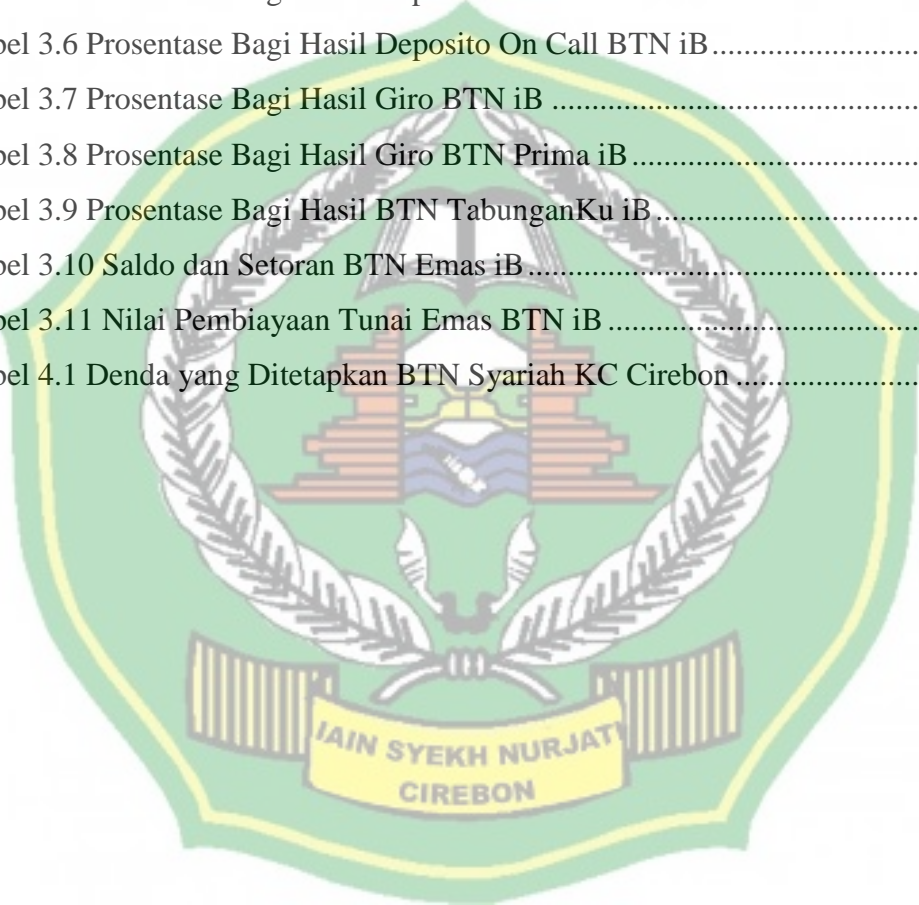 bel 3.6 Prosentase Bagi Hasil Deposito On Call BTN iB..........................
bel 3.7 Prosentase Bagi Hasil Giro BTN iB ..............................................
bel 3.8 Prosentase Bagi Hasil Giro BTN Prima iB....................................
bel 3.9 Prosentase Bagi Hasil BTN TabunganKu iB.................................
bel 3.10 Saldo dan Setoran BTN Emas iB.................................................
bel 3.11 Nilai Pembiayaan Tunai Emas BTN iB .......................................
bel 4.1 Denda yang Ditetapkan BTN Syariah KC Cirebon .......................
IAIN SYEKH NURJATI
CIREBON